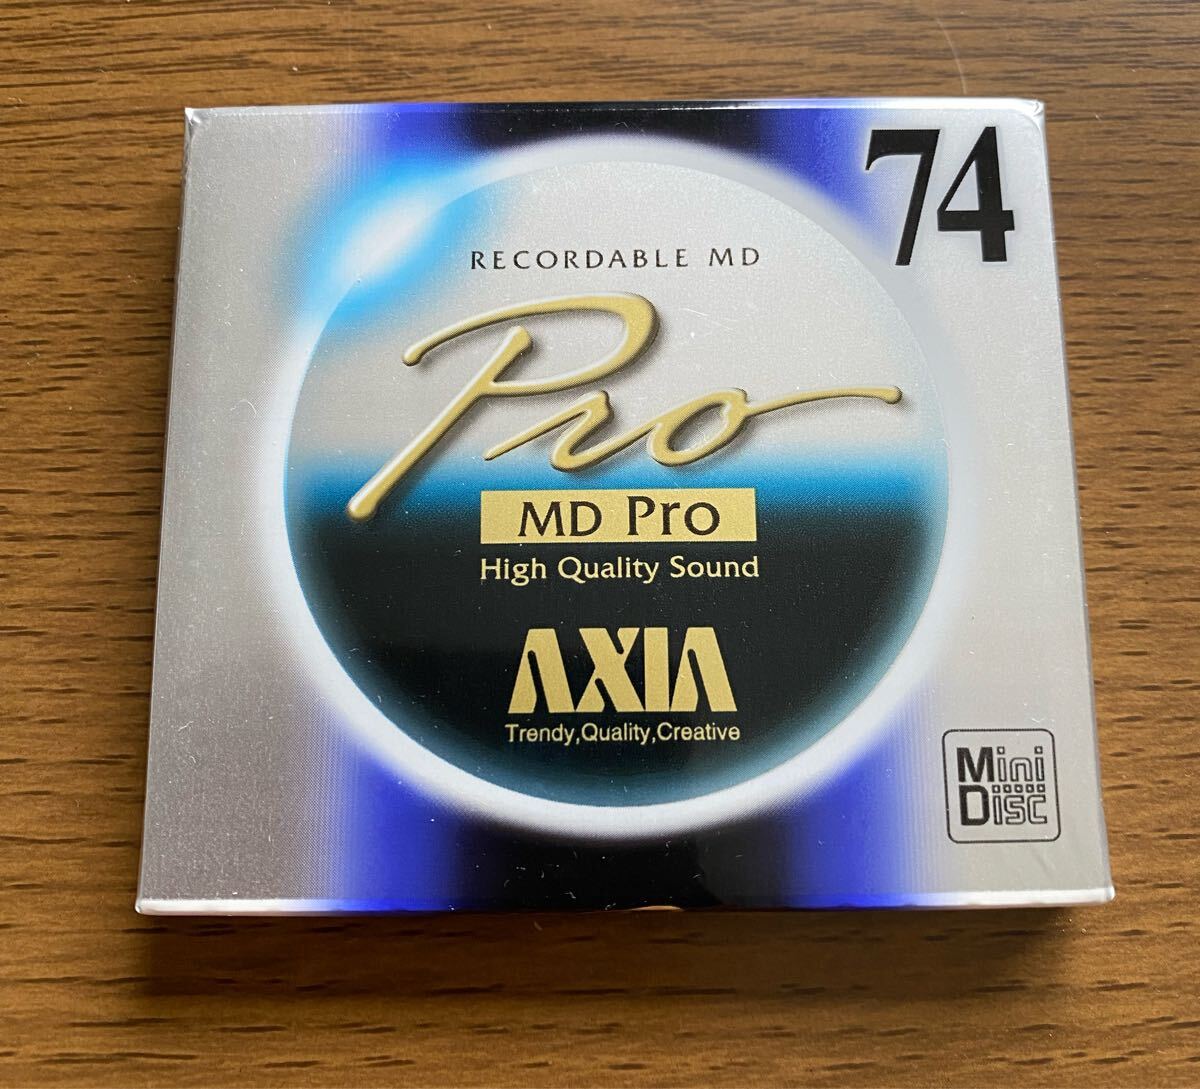 74
RECORDABLE MD
Pro
MD Pro
High Quality Sound
AXIA
Trendy,Quality,Creative
Mini
Disc